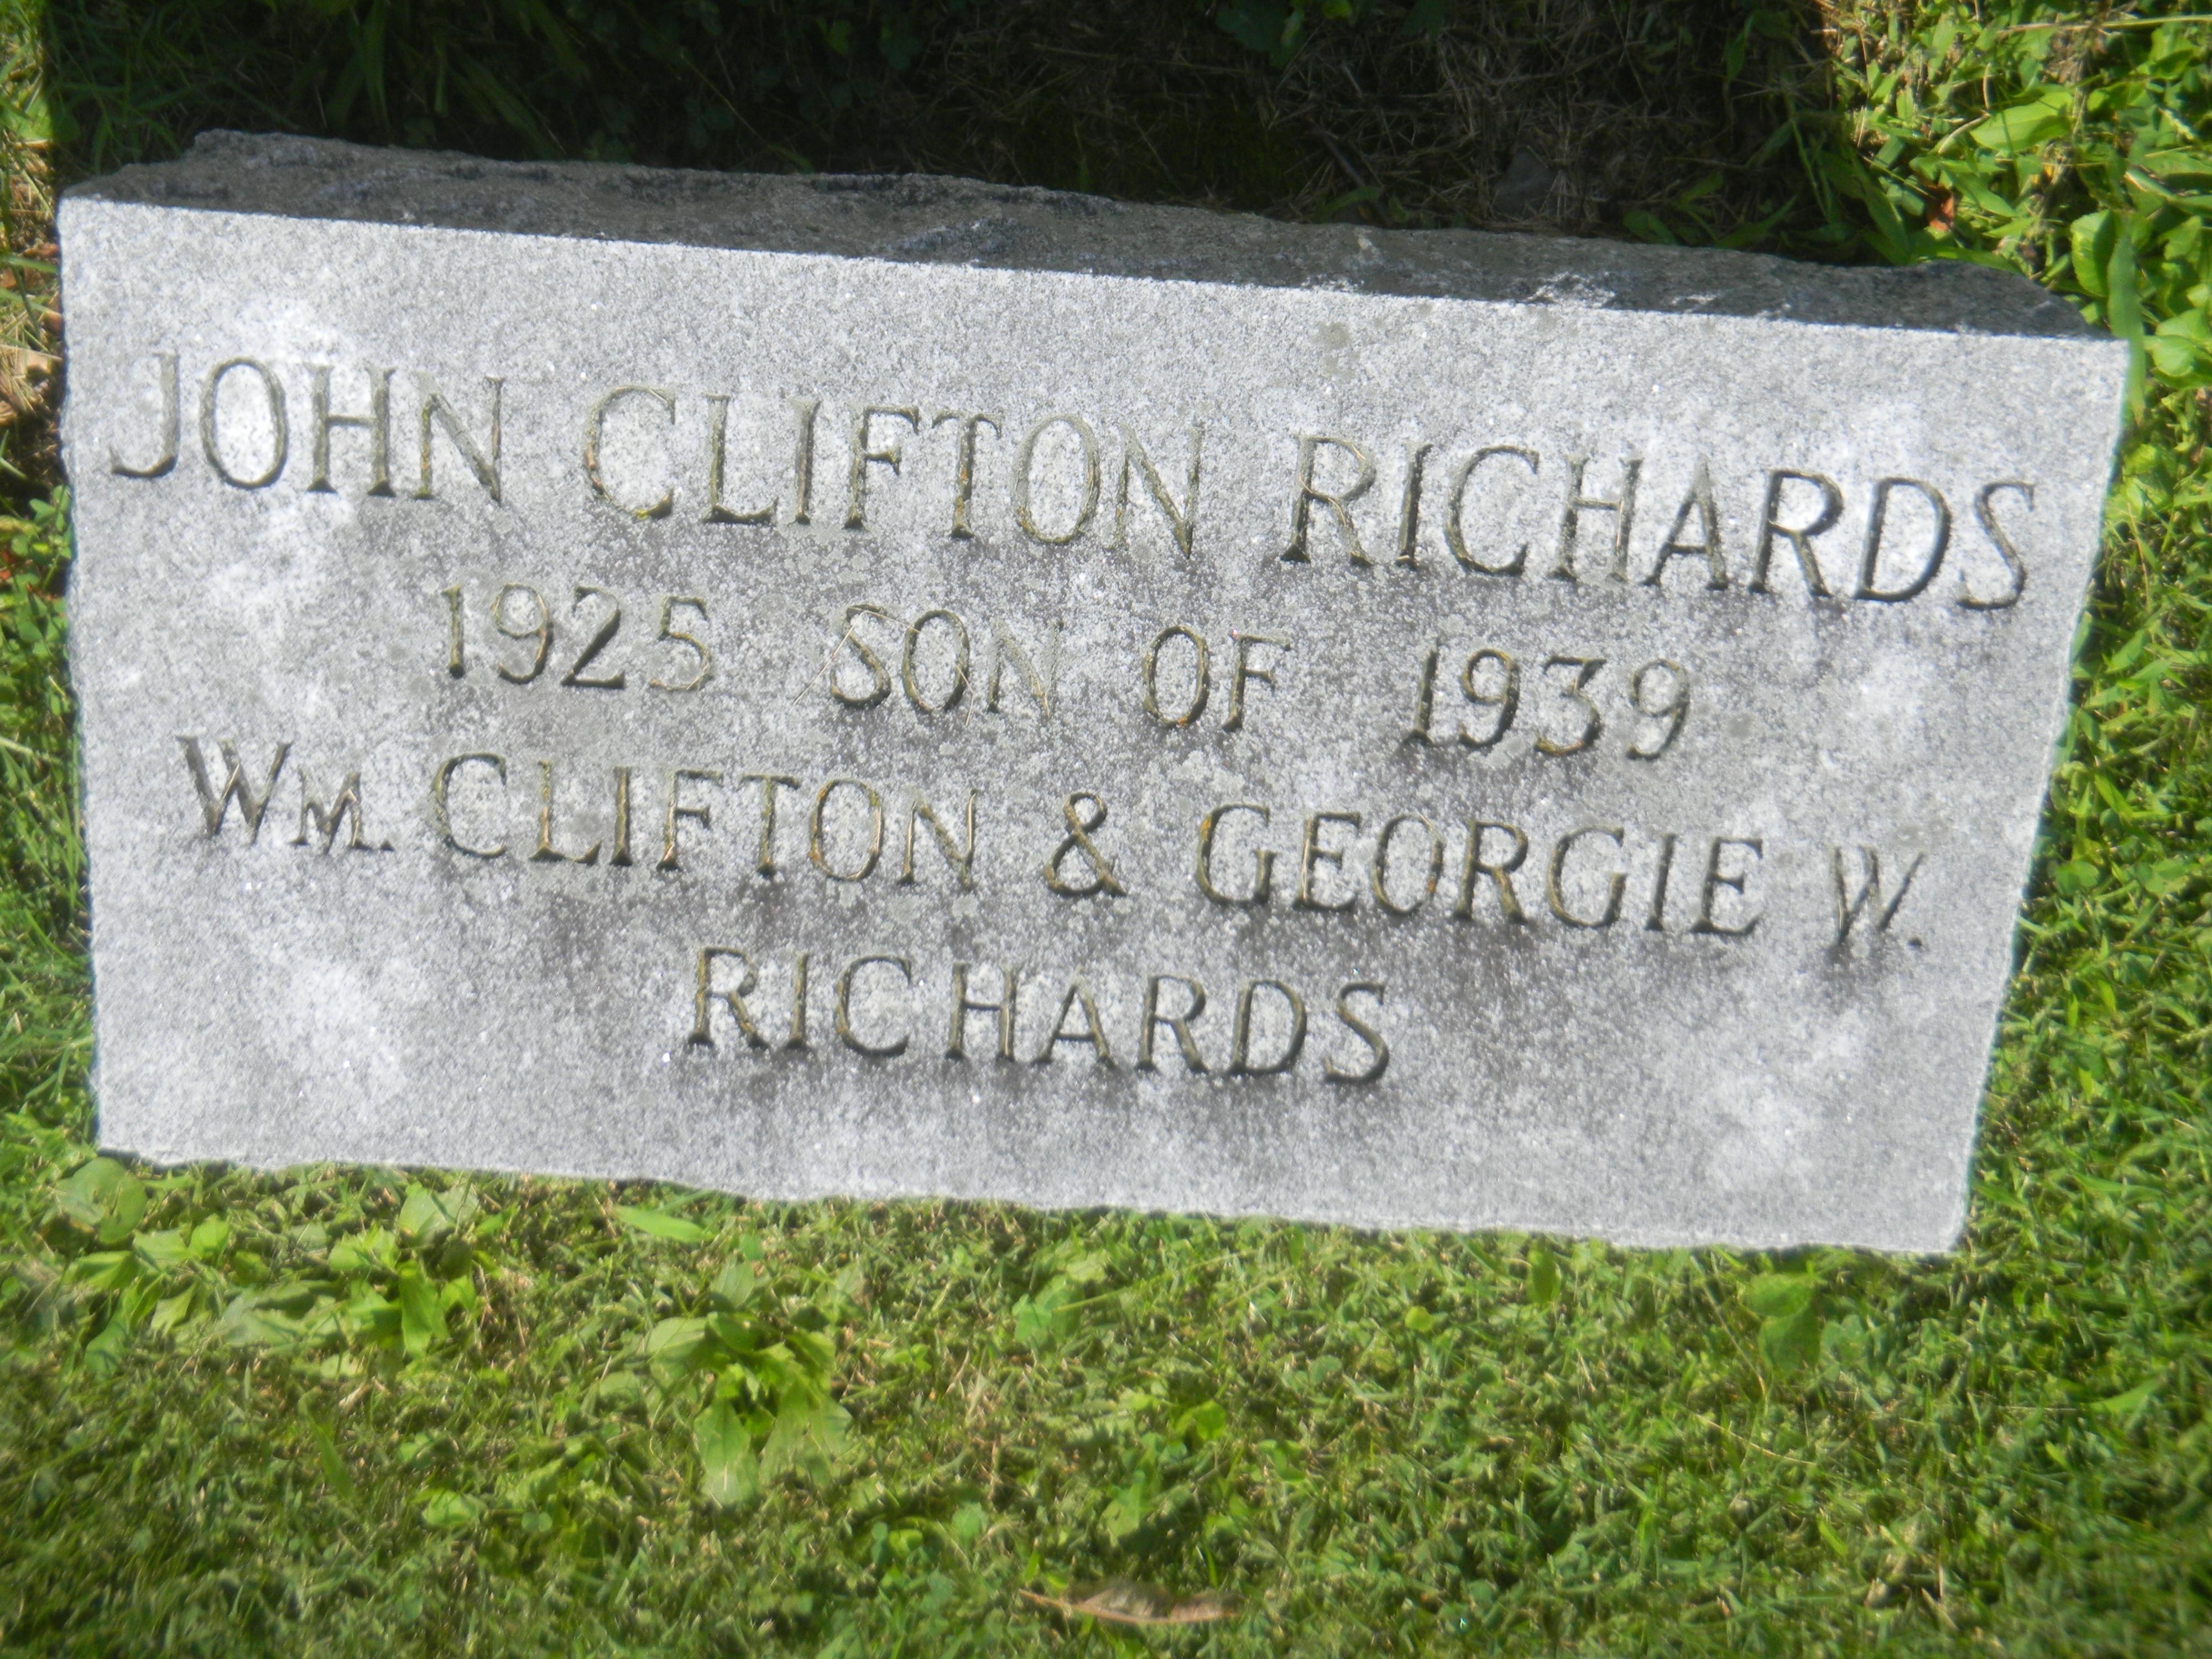 JOHN CLIFTON RICHARDS
1925 SON OF 1939
WM. CLIFTON & GEORGIE W.
RICHARDS